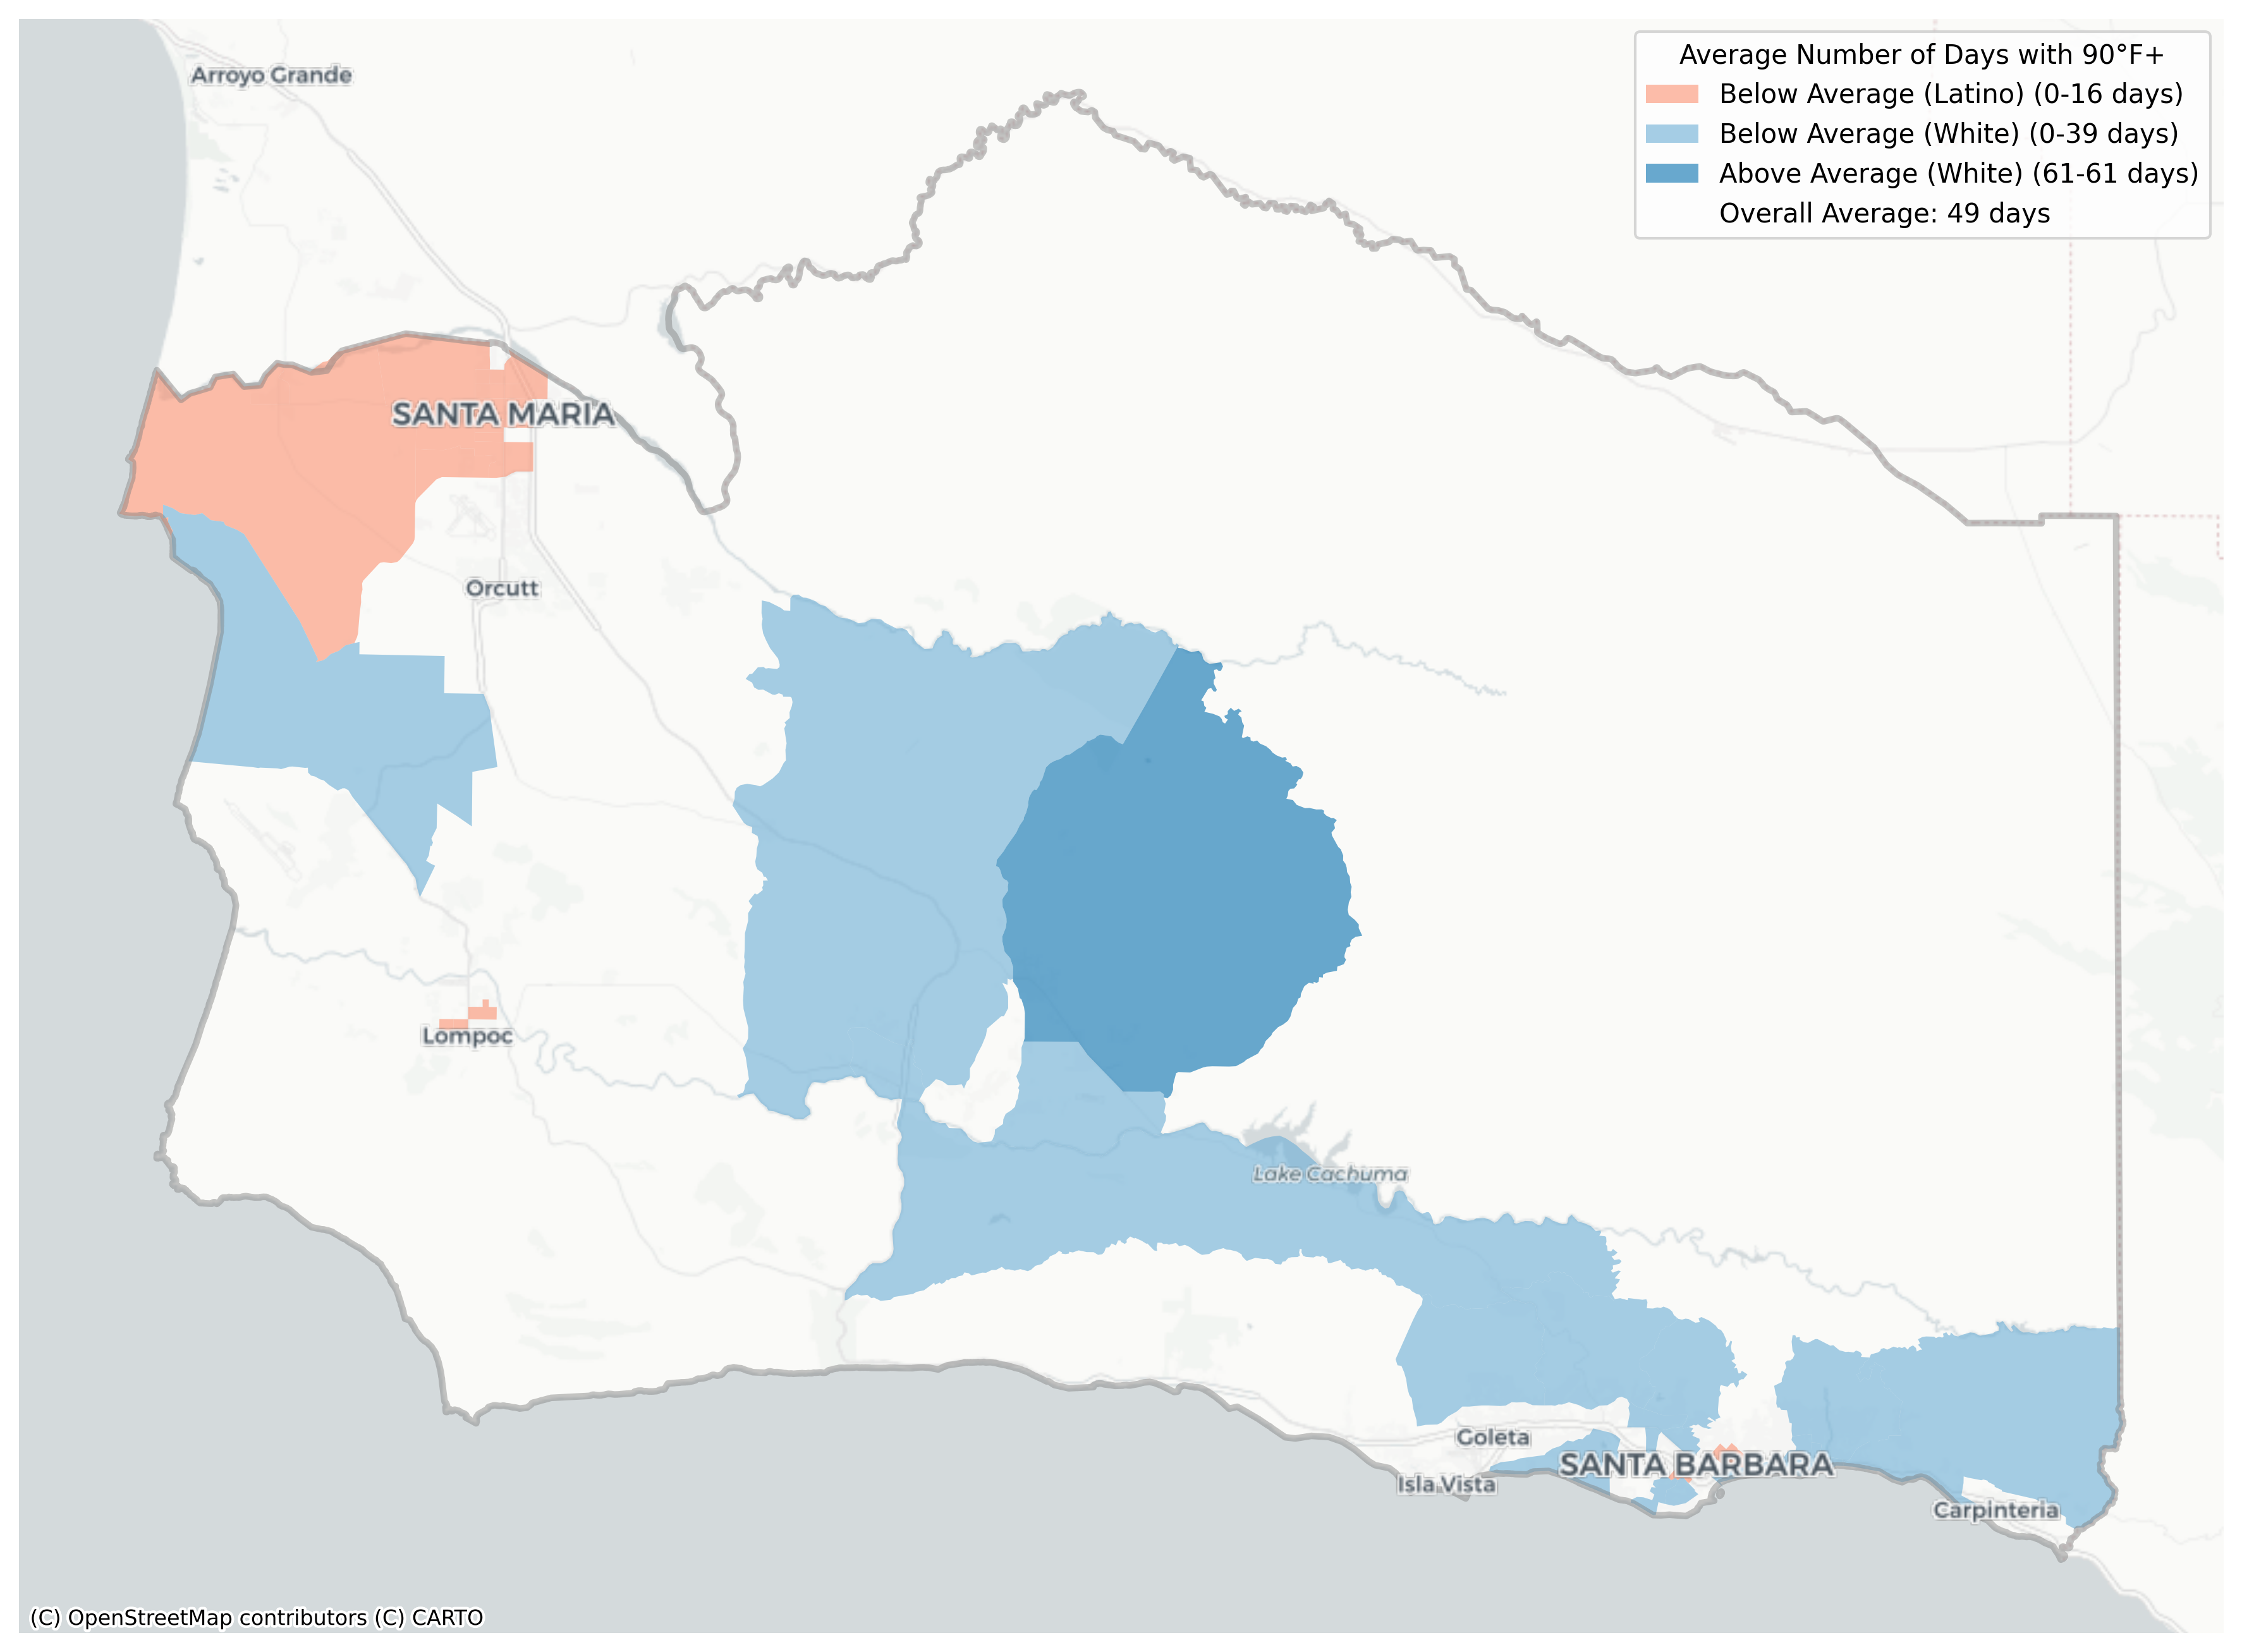 Average Number of Days with 90°F+
Below Average (Latino) (0-16 days)
Below Average (White) (0-39 days)
Above Average (White) (61-61 days)
Overall Average: 49 days
Arroyo Grande
SANTA MARIA
Orcutt
Lompoc
Lake Cachuma
Goleta
SANTA BARBARA
Isla Vista
Carpinteria
(C) OpenStreetMap contributors (C) CARTO